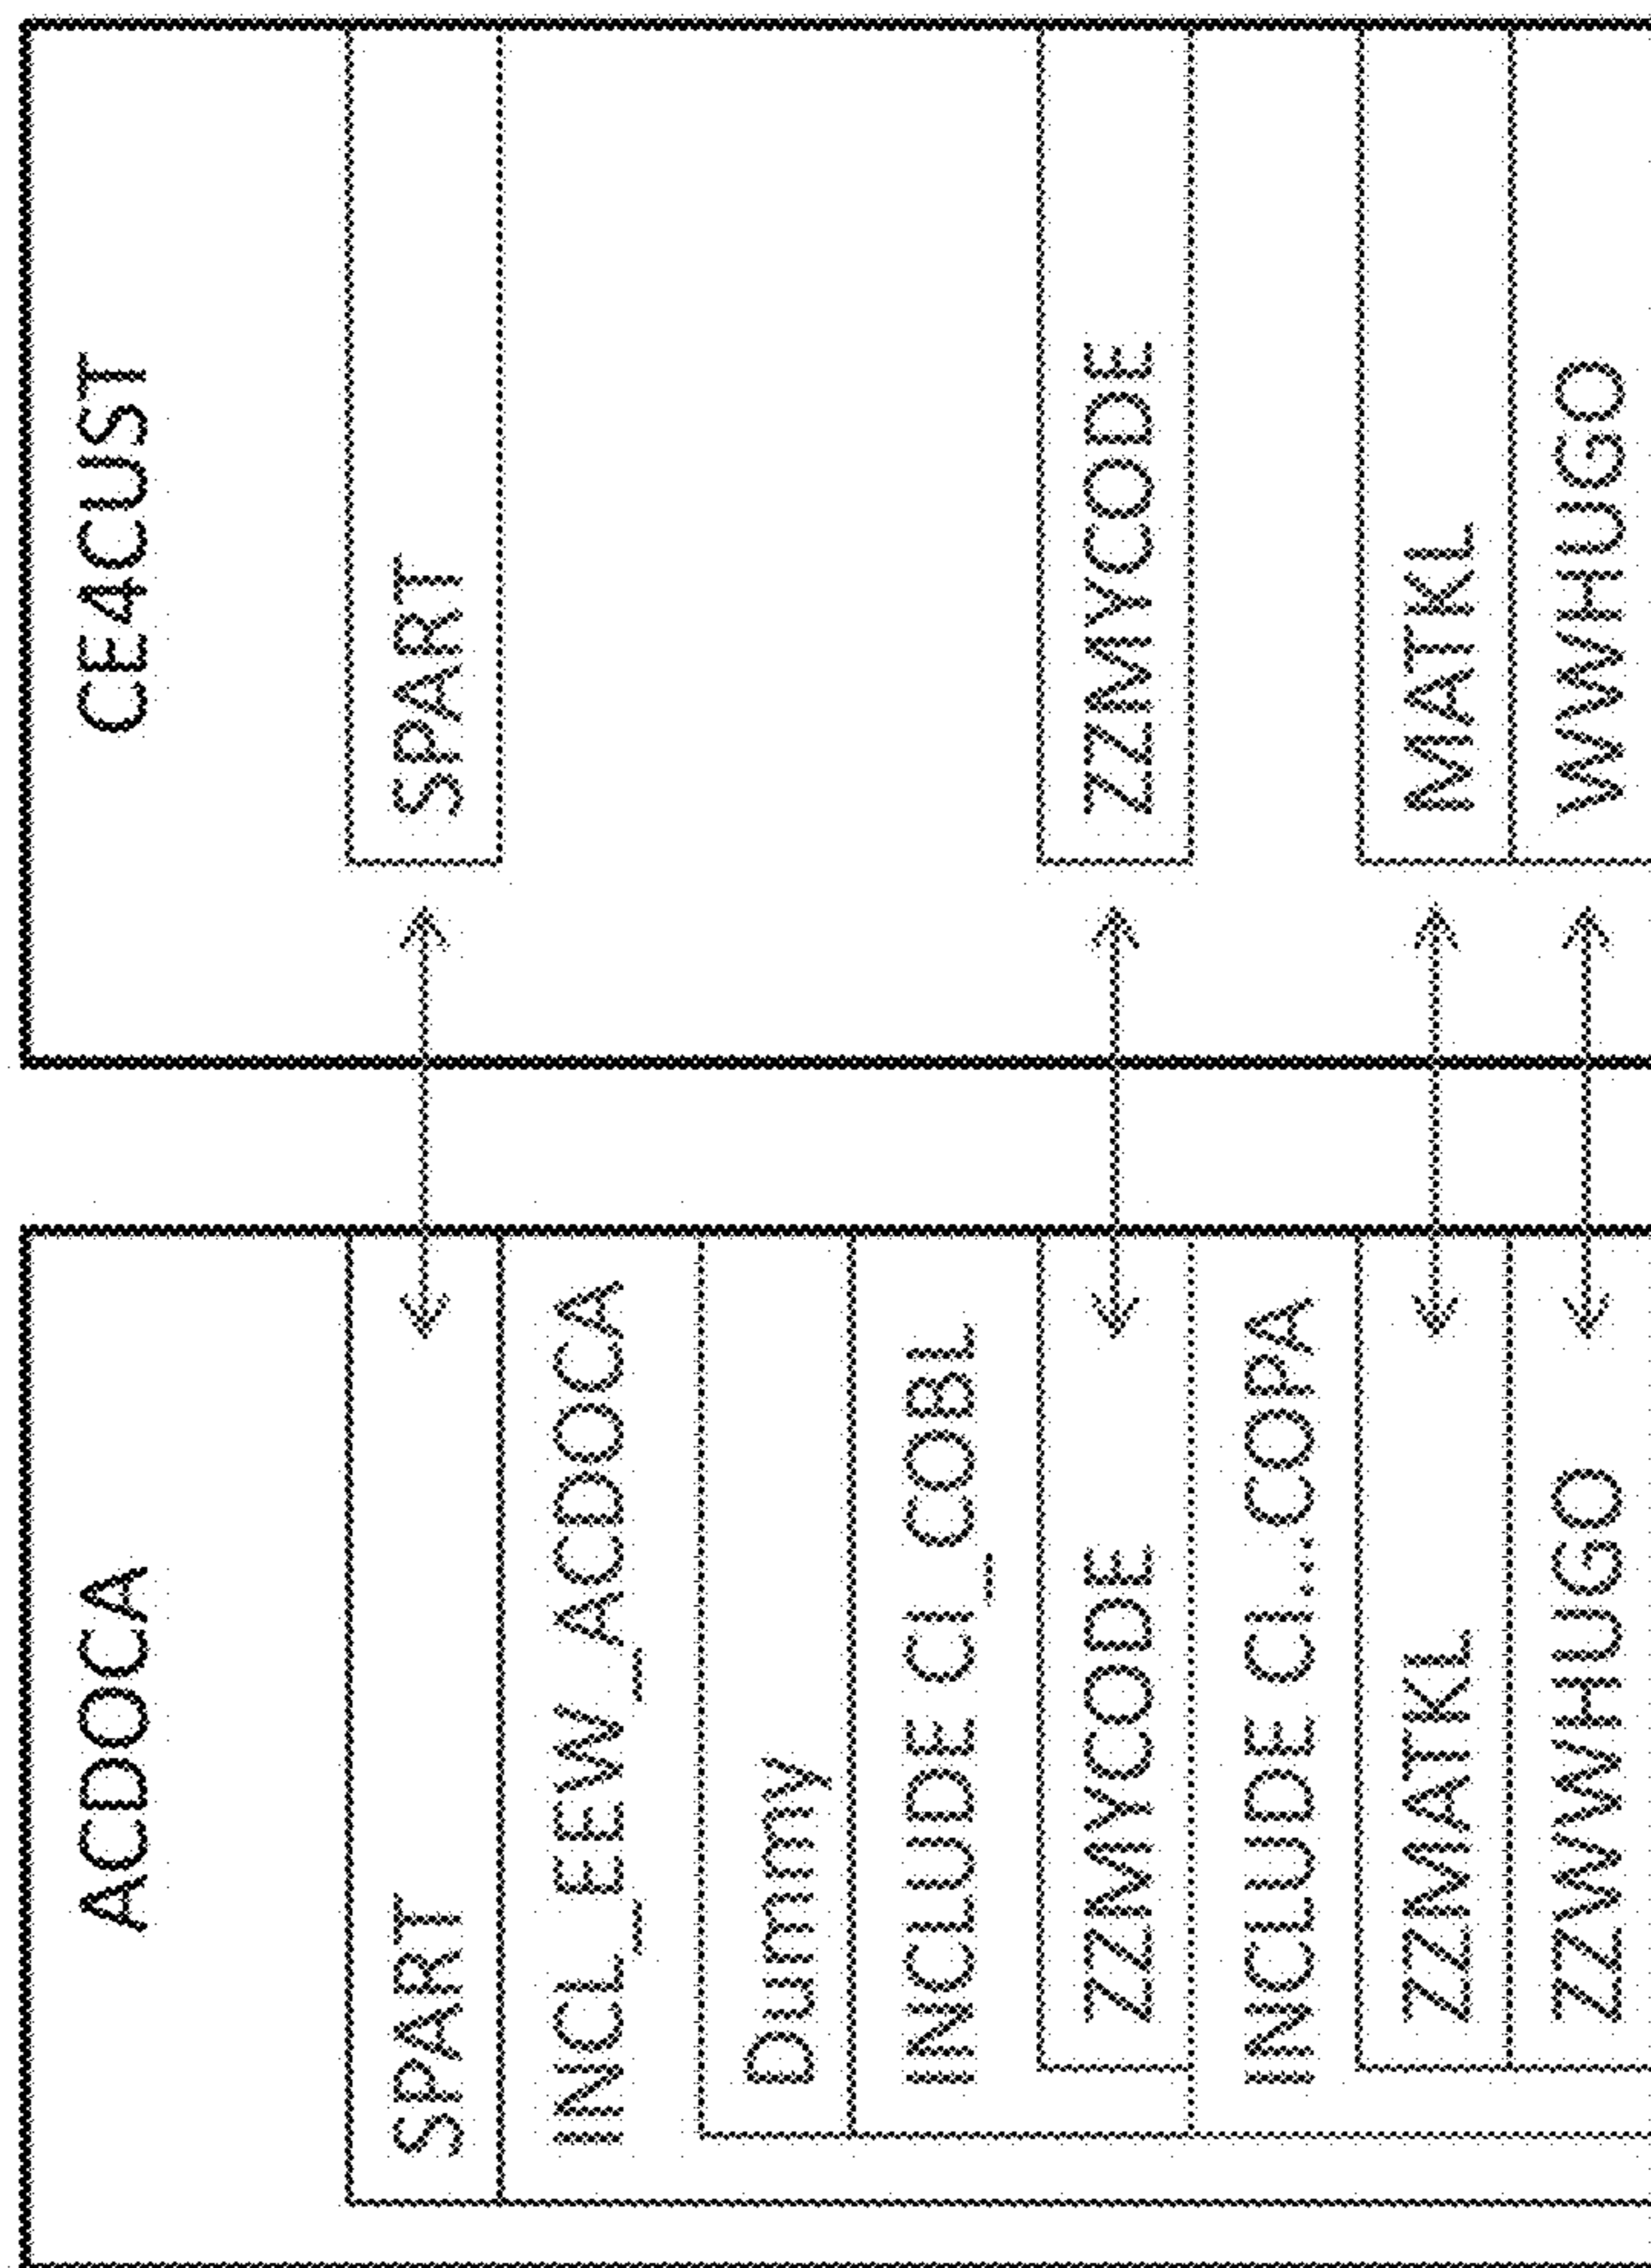 ACDOCA
SPART
INCL_EEW_ACDOCA
Dummy
INCLUDE CI_COBL
ZZMYCODE
INCLUDE CI...COPA
ZZMATKL
ZZWWHUGO
CE4CUST
SPART
ZZMYCODE
MATKL
WWHUGO